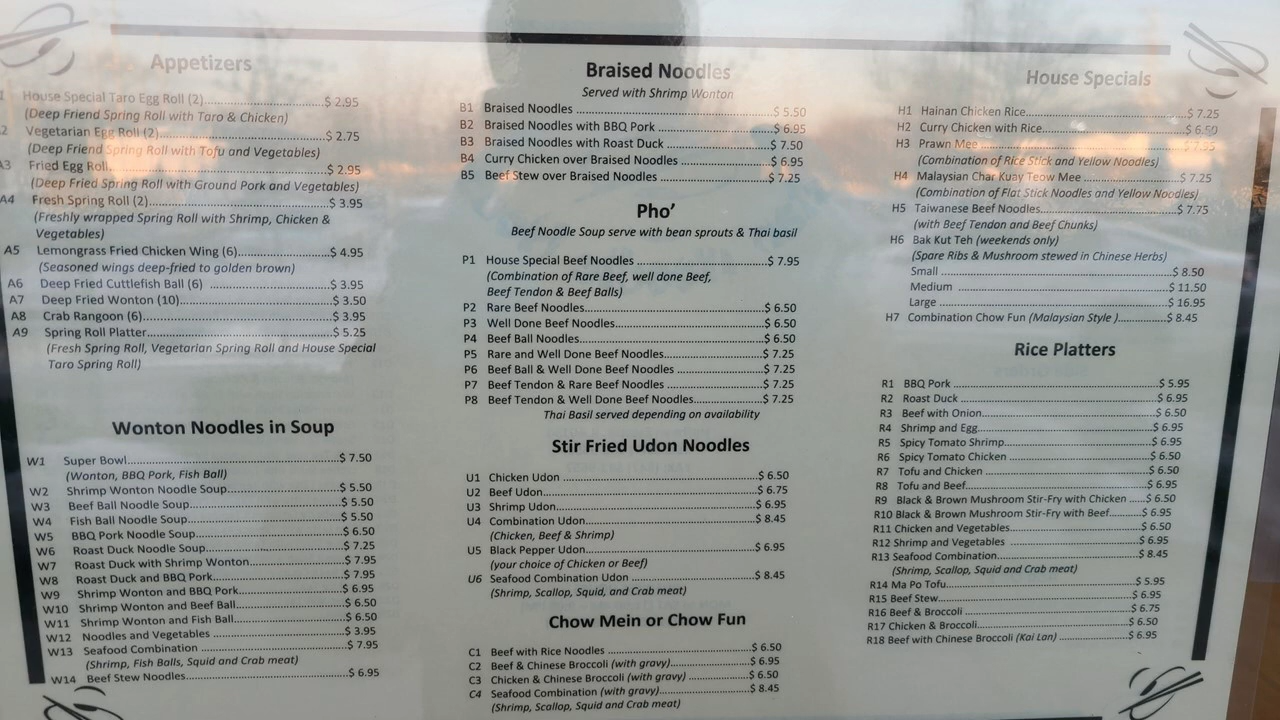 Appetizers
House Special Taro Egg Roll (2)..............................$ 2.95
(Deep Friend Spring Roll with Taro & Chicken)
2 Vegetarian Egg Roll (2)..............................$ 2.75
(Deep Friend Spring Roll with Tofu and Vegetables)
A3 Fried Egg Roll..............................$ 2.95
(Deep Fried Spring Roll with Ground Pork and Vegetables)
A4 Fresh Spring Roll (2)..............................$ 3.95
(Freshly wrapped Spring Roll with Shrimp, Chicken &
Vegetables)
A5 Lemongrass Fried Chicken Wing (6)....................$ 4.95
(Seasoned wings deep-fried to golden brown)
A6 Deep Fried Cuttlefish Ball (6) ..............................$ 3.95
A7 Deep Fried Wonton (10)..............................$ 3.50
A8 Crab Rangoon (6)..............................$ 3.95
A9 Spring Roll Platter..............................$ 5.25
(Fresh Spring Roll, Vegetarian Spring Roll and House Special
Taro Spring Roll)
Wonton Noodles in Soup
W1 Super Bowl..............................$ 7.50
(Wonton, BBQ Pork, Fish Ball)
W2 Shrimp Wonton Noodle Soup..............................$ 5.50
W3 Beef Ball Noodle Soup..............................$ 5.50
W4 Fish Ball Noodle Soup..............................$ 5.50
W5 BBQ Pork Noodle Soup..............................$ 6.50
W6 Roast Duck Noodle Soup..............................$ 7.25
W7 Roast Duck with Shrimp Wonton..............................$ 7.95
W8 Roast Duck and BBQ Pork..............................$ 7.95
W9 Shrimp Wonton and BBQ Pork..............................$ 6.95
W10 Shrimp Wonton and Beef Ball..............................$ 6.50
W11 Shrimp Wonton and Fish Ball..............................$ 6.50
W12 Noodles and Vegetables ..............................$ 3.95
W13 Seafood Combination ..............................$ 7.95
(Shrimp, Fish Balls, Squid and Crab meat)
W14 Beef Stew Noodles..............................$ 6.95
Braised Noodles
Served with Shrimp Wonton
B1 Braised Noodles ..............................$ 5.50
B2 Braised Noodles with BBQ Pork ..............................$ 6.95
B3 Braised Noodles with Roast Duck ..............................$ 7.50
B4 Curry Chicken over Braised Noodles ....................$ 6.95
B5 Beef Stew over Braised Noodles ..............................$ 7.25
Pho’
Beef Noodle Soup serve with bean sprouts & Thai basil
P1 House Special Beef Noodles ..............................$ 7.95
(Combination of Rare Beef, well done Beef,
Beef Tendon & Beef Balls)
P2 Rare Beef Noodles..............................$ 6.50
P3 Well Done Beef Noodles..............................$ 6.50
P4 Beef Ball Noodles..............................$ 6.50
P5 Rare and Well Done Beef Noodles....................$ 7.25
P6 Beef Ball & Well Done Beef Noodles ....................$ 7.25
P7 Beef Tendon & Rare Beef Noodles ....................$ 7.25
P8 Beef Tendon & Well Done Beef Noodles....................$ 7.25
Thai Basil served depending on availability
Stir Fried Udon Noodles
U1 Chicken Udon ..............................$ 6.50
U2 Beef Udon..............................$ 6.75
U3 Shrimp Udon..............................$ 6.95
U4 Combination Udon..............................$ 8.45
(Chicken, Beef & Shrimp)
U5 Black Pepper Udon..............................$ 6.95
(your choice of Chicken or Beef)
U6 Seafood Combination Udon ..............................$ 8.45
(Shrimp, Scallop, Squid, and Crab meat)
Chow Mein or Chow Fun
C1 Beef with Rice Noodles ..............................$ 6.50
C2 Beef & Chinese Broccoli (with gravy)....................$ 6.95
C3 Chicken & Chinese Broccoli (with gravy) ....................$ 6.50
C4 Seafood Combination (with gravy)....................$ 8.45
(Shrimp, Scallop, Squid and Crab meat)
House Specials
H1 Hainan Chicken Rice..............................$ 7.25
H2 Curry Chicken with Rice..............................$ 6.50
H3 Prawn Mee ..............................
(Combination of Rice Stick and Yellow Noodles)
H4 Malaysian Char Kuay Teow Mee ....................$ 7.25
(Combination of Flat Stick Noodles and Yellow Noodles)
H5 Taiwanese Beef Noodles..............................$ 7.75
(with Beef Tendon and Beef Chunks)
H6 Bak Kut Teh (weekends only)
(Spare Ribs & Mushroom stewed in Chinese Herbs)
Small ..............................$ 8.50
Medium ..............................$ 11.50
Large ..............................$ 16.95
H7 Combination Chow Fun (Malaysian Style )....................$ 8.45
Rice Platters
R1 BBQ Pork ..............................$ 5.95
R2 Roast Duck ..............................$ 6.95
R3 Beef with Onion..............................$ 6.50
R4 Shrimp and Egg..............................$ 6.95
R5 Spicy Tomato Shrimp..............................$ 6.95
R6 Spicy Tomato Chicken ..............................$ 6.50
R7 Tofu and Chicken ..............................$ 6.50
R8 Tofu and Beef..............................$ 6.95
R9 Black & Brown Mushroom Stir-Fry with Chicken ......$ 6.50
R10 Black & Brown Mushroom Stir-Fry with Beef..........$ 6.95
R11 Chicken and Vegetables..............................$ 6.50
R12 Shrimp and Vegetables ..............................$ 6.95
R13 Seafood Combination..............................$ 8.45
(Shrimp, Scallop, Squid and Crab meat)
R14 Ma Po Tofu..............................$ 5.95
R15 Beef Stew..............................$ 6.95
R16 Beef & Broccoli ..............................$ 6.75
R17 Chicken & Broccoli..............................$ 6.50
R18 Beef with Chinese Broccoli (Kai Lan) ....................$ 6.95